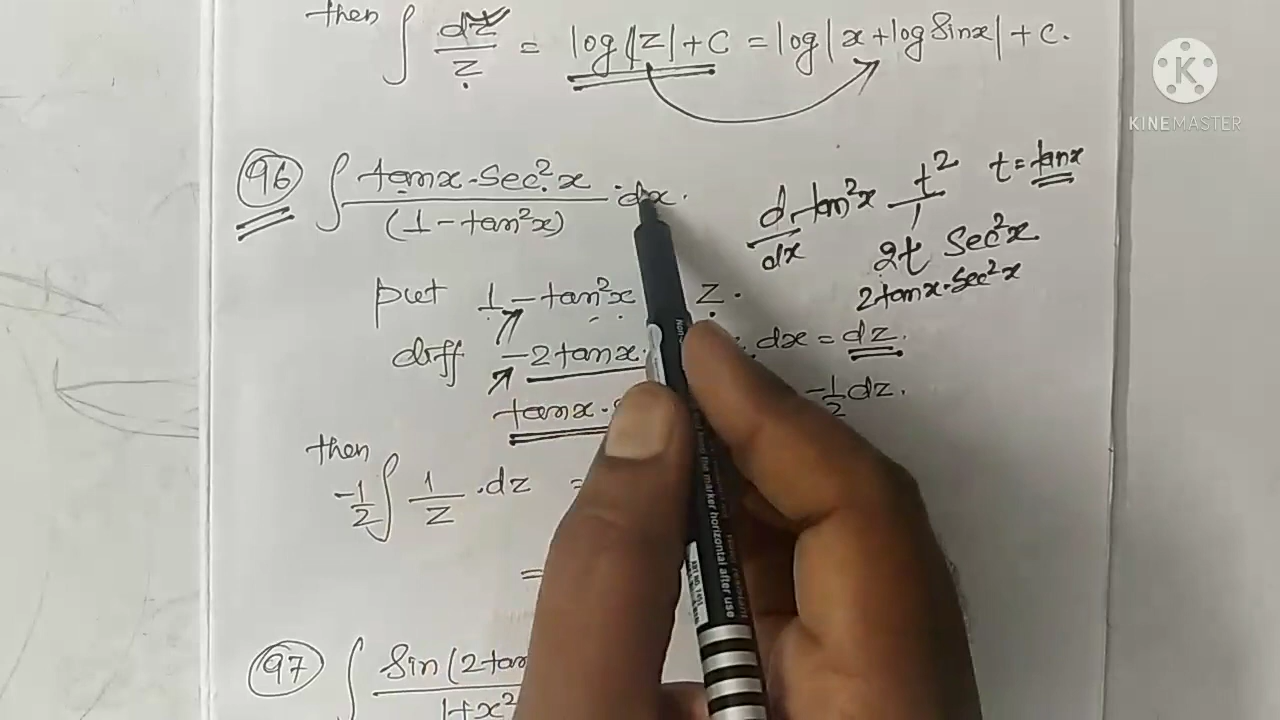 then ∫ dz/z = log|z| + c = log|x + log sinx| + c.
K
KINEMASTER
96 ∫ tanx · sec²x / (1 - tan²x) · dx.
d/dx tan²x t² t = tanx
2t sec²x
2tanx · sec²x
put 1 - tan²x z.
diff -2tanx. dx = dz.
tanx · -1/2 dz.
then
-1/2 ∫ 1/z · dz =
=
97 ∫ sin(2tan
1+x²